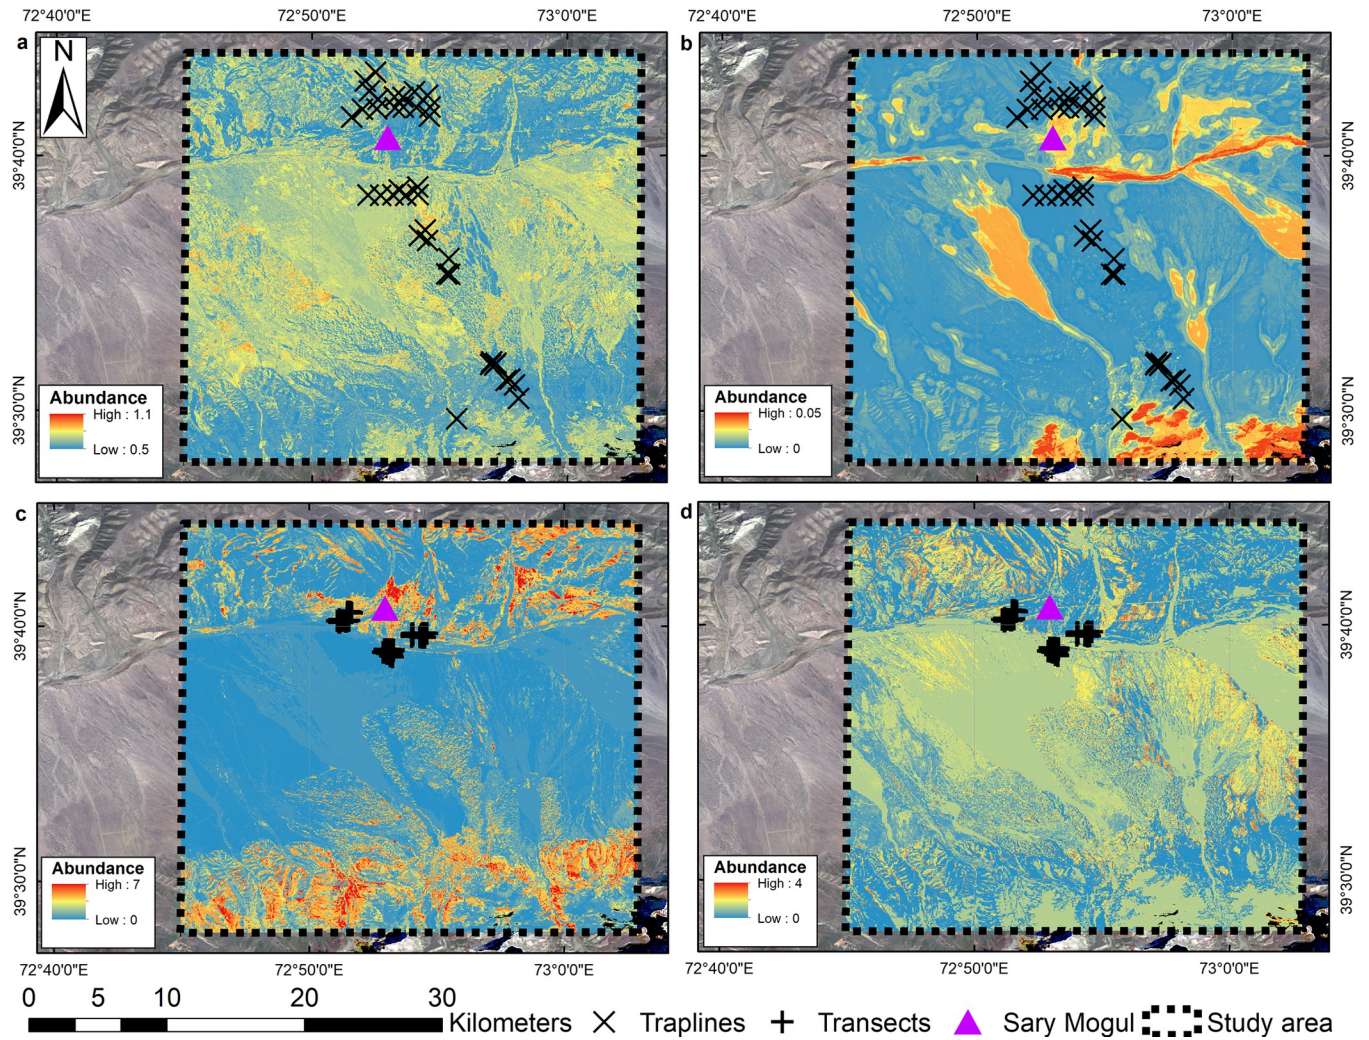 72°40'0"E 72°50'0"E 73°0'0"E 72°50'0"E 73°0'0"E
a
N
b
39°40'0"N
39°40'0"N
39°30'0"N
39°30'0"N
Abundance
High : 1.1
Low : 0.5
Abundance
High : 0.05
Low : 0
c
d
39°40'0"N
39°40'0"N
39°30'0"N
39°30'0"N
Abundance
High : 7
Low : 0
Abundance
High : 4
Low : 0
72°40'0"E 72°50'0"E 73°0'0"E 72°40'0"E 72°50'0"E 73°0'0"E
0 5 10 20 30
Kilometers Traplines Transects Sary Mogul Study area